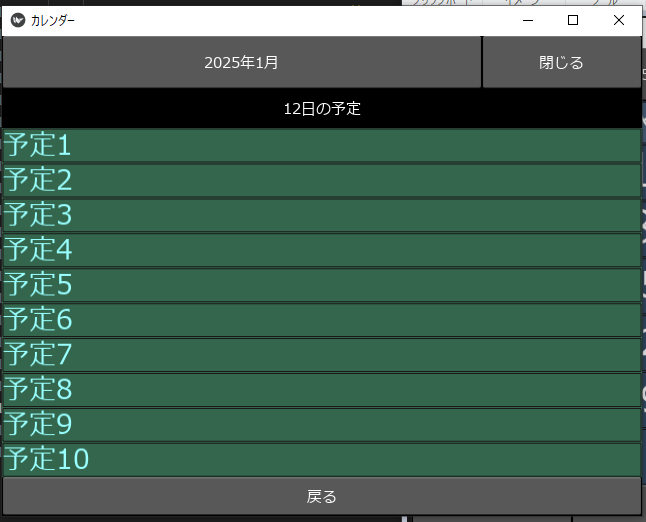 カレンダー
2025年1月
閉じる
12日の予定
予定1
予定2
予定3
予定4
予定5
予定6
予定7
予定8
予定9
予定10
戻る